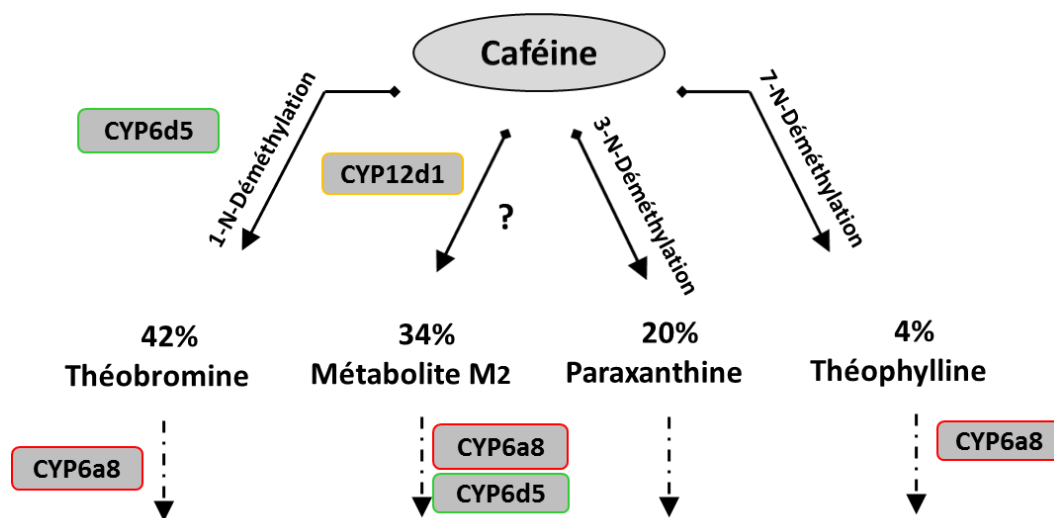 Caféine
CYP6d5
1-N-Déméthylation
CYP12d1
?
3-N-Déméthylation
7-N-Déméthylation
42%
Théobromine
34%
Métabolite M2
20%
Paraxanthine
4%
Théophylline
CYP6a8
CYP6a8
CYP6d5
CYP6a8